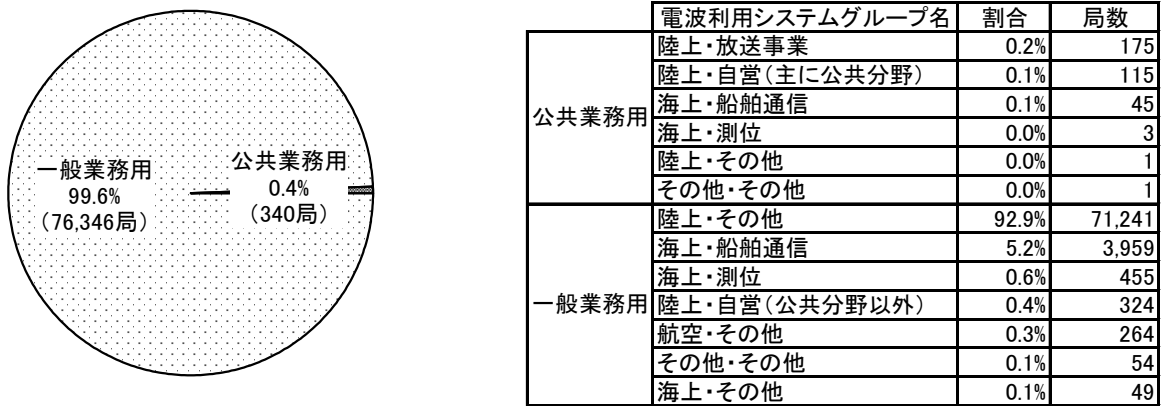 一般業務用
99.6%
(76,346局)
公共業務用
0.4%
(340局)
電波利用システムグループ名 割合 局数
公共業務用
陸上・放送事業 0.2% 175
陸上・自営(主に公共分野) 0.1% 115
海上・船舶通信 0.1% 45
海上・測位 0.0% 3
陸上・その他 0.0% 1
その他・その他 0.0% 1
一般業務用
陸上・その他 92.9% 71,241
海上・船舶通信 5.2% 3,959
海上・測位 0.6% 455
陸上・自営(公共分野以外) 0.4% 324
航空・その他 0.3% 264
その他・その他 0.1% 54
海上・その他 0.1% 49